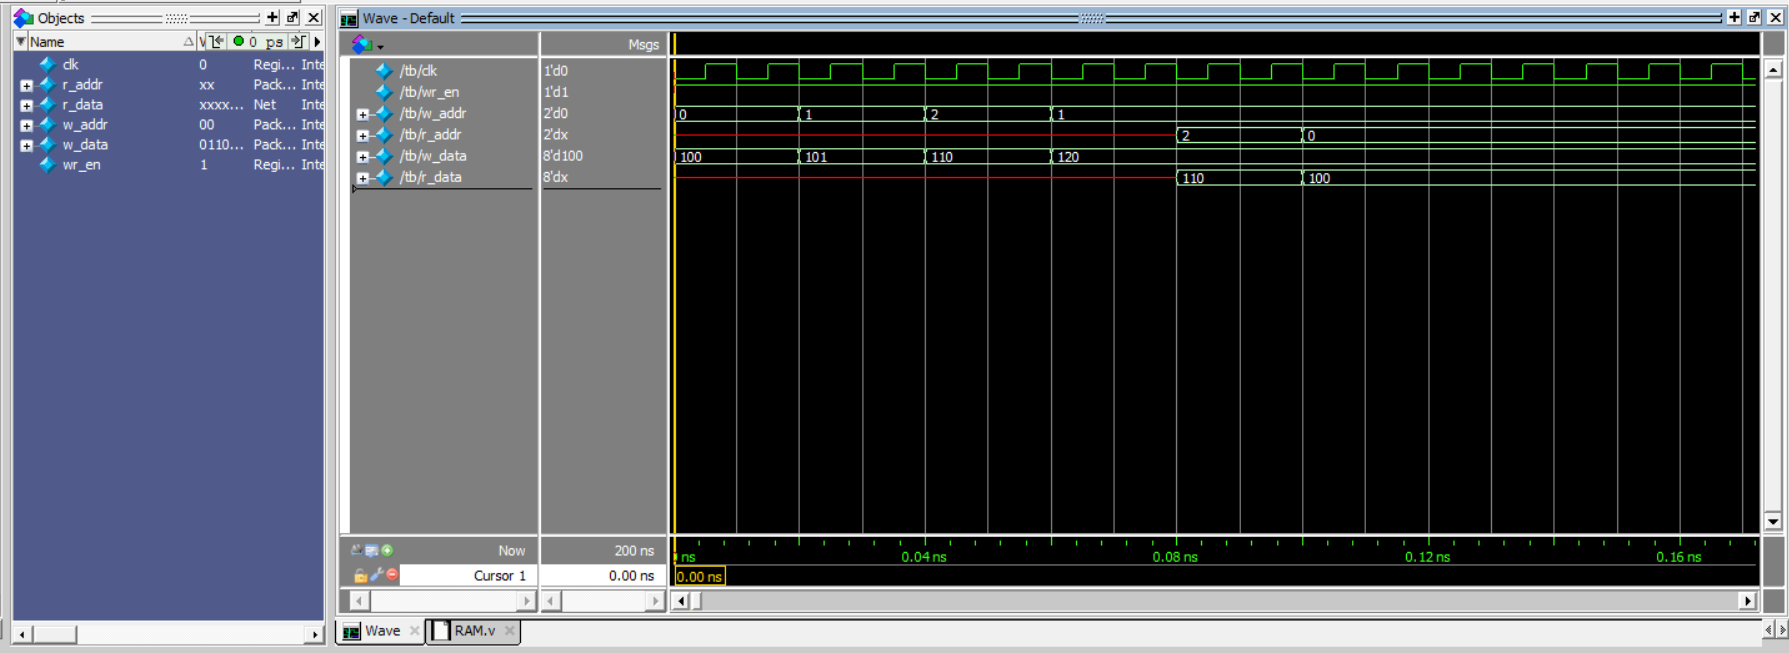 Objects
Name V 0 ps
clk 0 Regi... Inte
r_addr xx Pack... Inte
r_data xxxx... Net Inte
w_addr 00 Pack... Inte
w_data 0110... Pack... Inte
wr_en 1 Regi... Inte
Wave - Default
Msgs
/tb/clk 1'd0
/tb/wr_en 1'd1
/tb/w_addr 2'd0 0 1 2 1
/tb/r_addr 2'dx 2 0
/tb/w_data 8'd100 100 101 110 120
/tb/r_data 8'dx 110 100
Now 200 ns ns 0.04 ns 0.08 ns 0.12 ns 0.16 ns
Cursor 1 0.00 ns 0.00 ns
Wave RAM.v